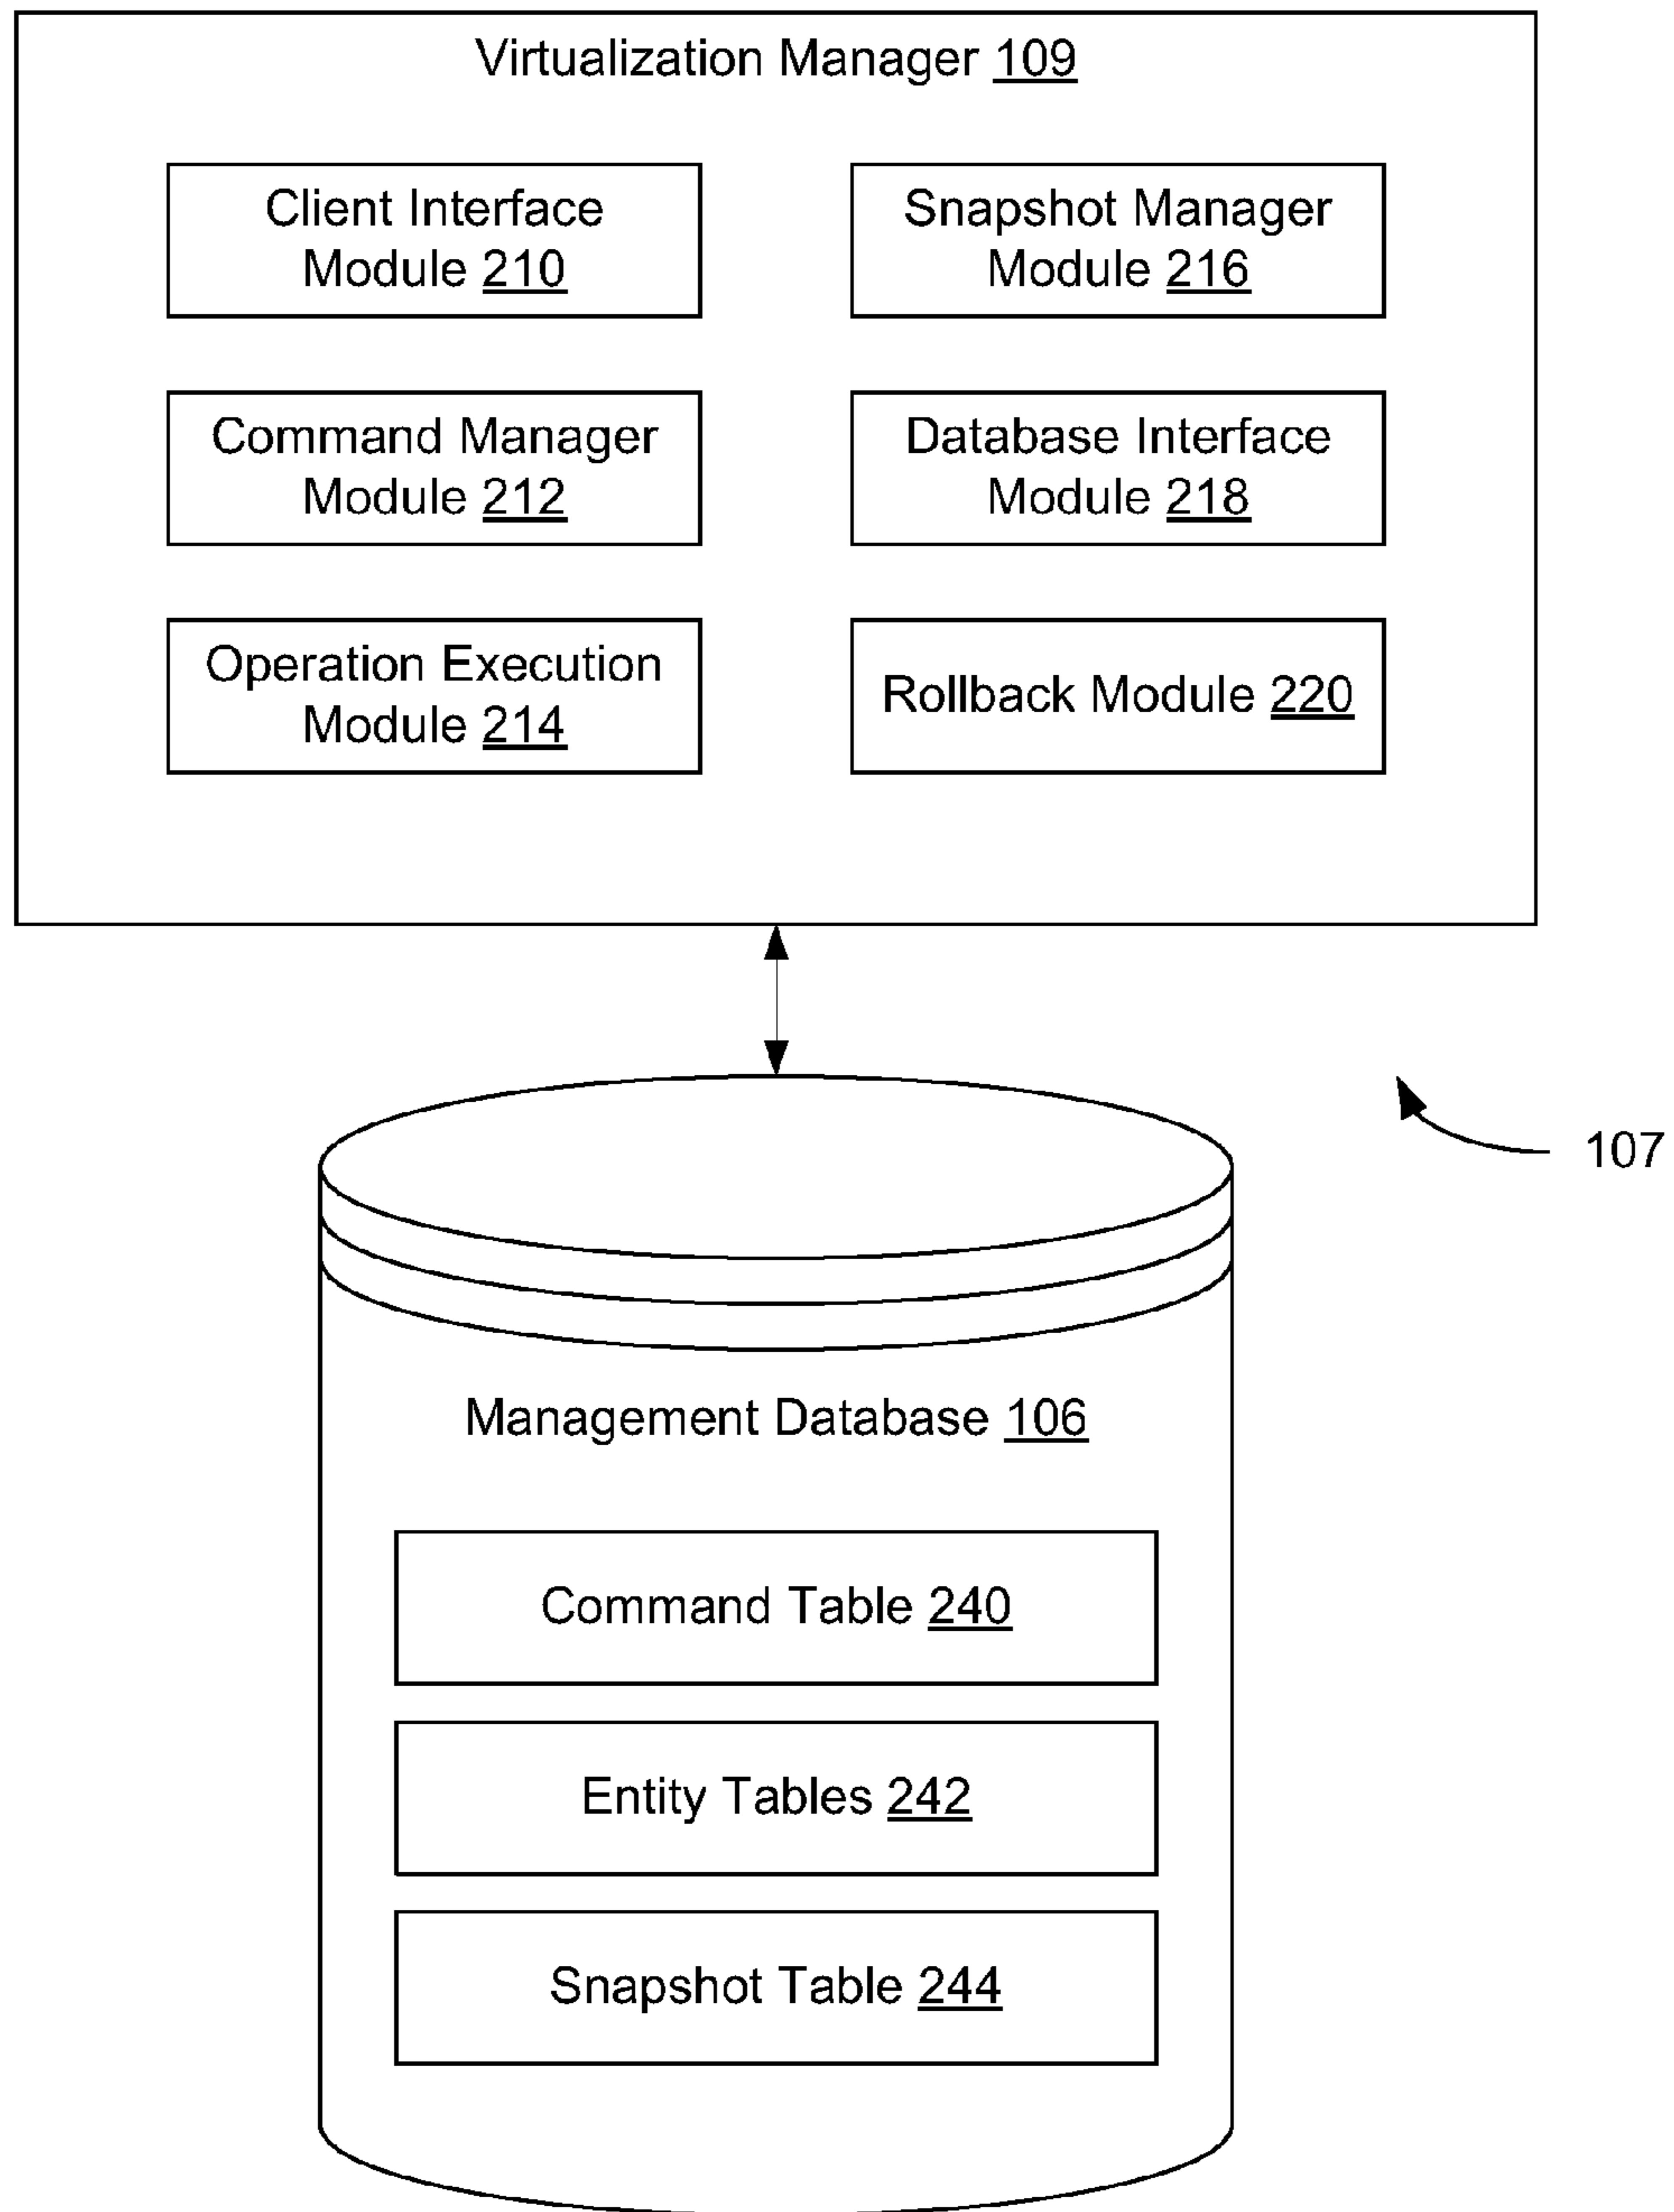 Virtualization Manager 109
Client Interface
Module 210
Snapshot Manager
Module 216
Command Manager
Module 212
Database Interface
Module 218
Operation Execution
Module 214
Rollback Module 220
107
Management Database 106
Command Table 240
Entity Tables 242
Snapshot Table 244